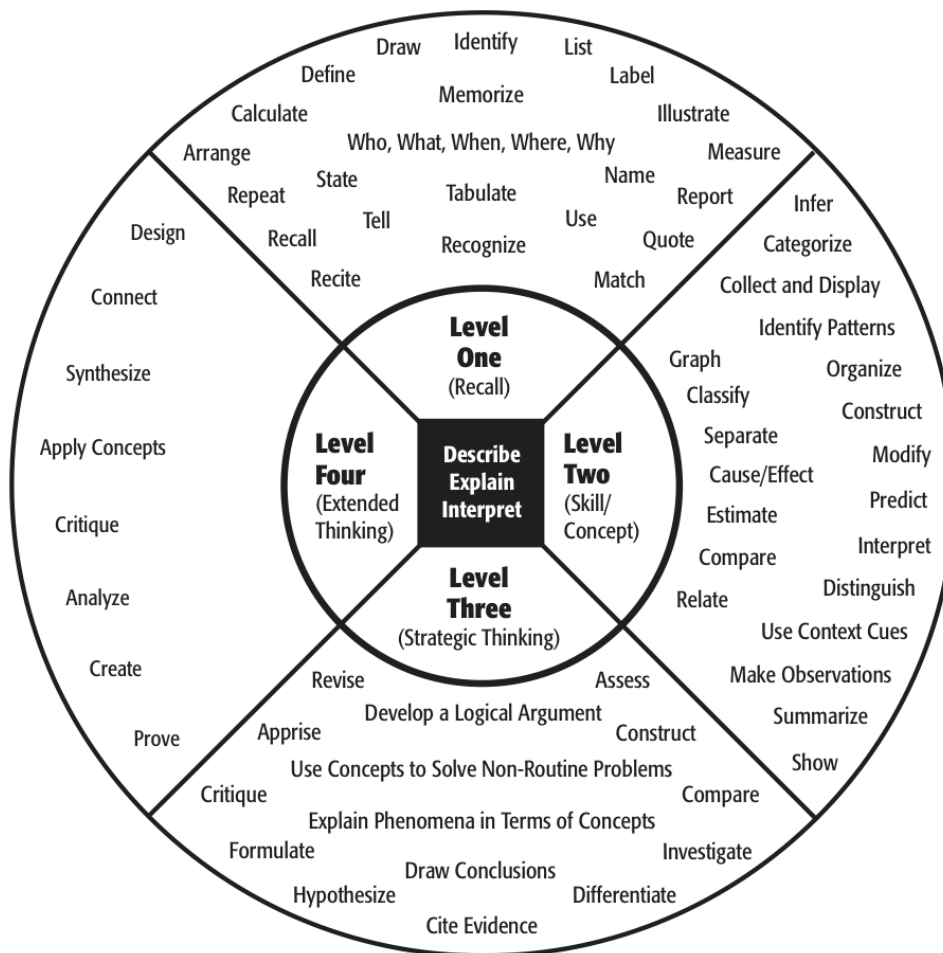 Draw
Identify
List
Define
Label
Memorize
Calculate
Illustrate
Who, What, When, Where, Why
Arrange
Measure
State
Name
Repeat
Tabulate
Report
Tell
Use
Recall
Quote
Recognize
Recite
Match
Level
One
(Recall)
Infer
Categorize
Collect and Display
Identify Patterns
Graph
Organize
Classify
Construct
Separate
Modify
Cause/Effect
Predict
Estimate
Interpret
Compare
Distinguish
Relate
Use Context Cues
Make Observations
Summarize
Show
Level
Two
(Skill/
Concept)
Describe
Explain
Interpret
Level
Three
(Strategic Thinking)
Revise
Assess
Develop a Logical Argument
Apprise
Construct
Use Concepts to Solve Non-Routine Problems
Critique
Compare
Explain Phenomena in Terms of Concepts
Formulate
Investigate
Draw Conclusions
Hypothesize
Differentiate
Cite Evidence
Level
Four
(Extended
Thinking)
Design
Connect
Synthesize
Apply Concepts
Critique
Analyze
Create
Prove